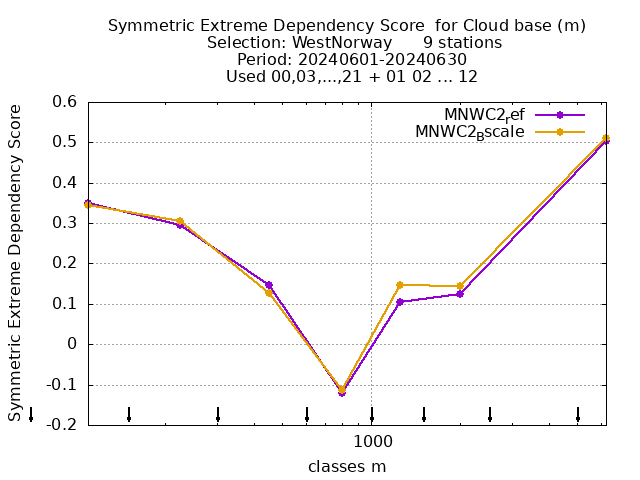 Symmetric Extreme Dependency Score for Cloud base (m)
Selection: WestNorway 9 stations
Period: 20240601-20240630
Used 00,03,...,21 + 01 02 ... 12
Symmetric Extreme Dependency Score
0.6
0.5
0.4
0.3
0.2
0.1
0
-0.1
-0.2
MNWC2ref
MNWC2Bscale
1000
classes m